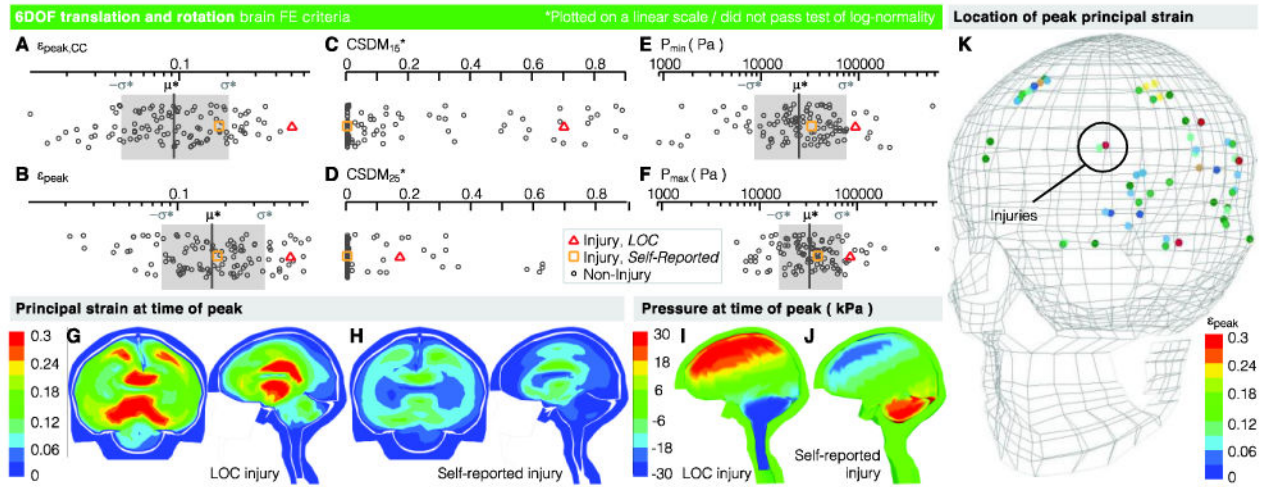 6DOF translation and rotation brain FE criteria
*Plotted on a linear scale / did not pass test of log-normality
Location of peak principal strain
A εpeak,CC
0.1
-σ* μ* σ*
C CSDM15*
0 0.2 0.4 0.6 0.8
E Pmin ( Pa )
1000 10000 100000
-σ* μ* σ*
B εpeak
0.1
-σ* μ* σ*
D CSDM25*
0 0.2 0.4 0.6 0.8
F Pmax ( Pa )
1000 10000 100000
-σ* μ* σ*
Injury, LOC
Injury, Self-Reported
Non-Injury
K
Injuries
εpeak
0.3
0.24
0.18
0.12
0.06
0
Principal strain at time of peak
0.3
0.24
0.18
0.12
0.06
0
G
LOC injury
H
Self-reported injury
Pressure at time of peak ( kPa )
30
18
6
-6
-18
-30
I
LOC injury
J
Self-reported
injury